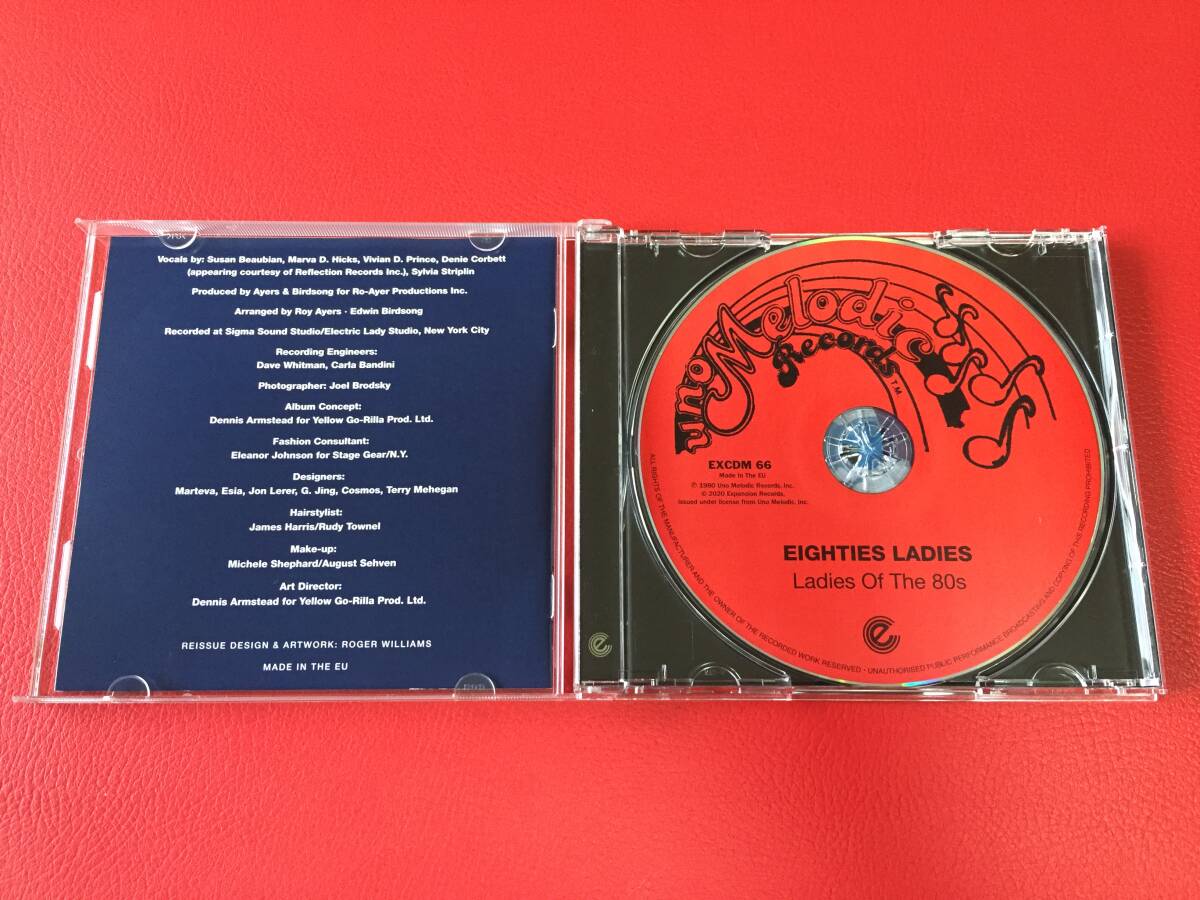 Vocals by: Susan Beaubian, Marva D. Hicks, Vivian D. Prince, Denie Corbett
(appearing courtesy of Reflection Records Inc.), Sylvia Striplin
Produced by Ayers & Birdsong for Ro-Ayer Productions Inc.
Arranged by Roy Ayers · Edwin Birdsong
Recorded at Sigma Sound Studio/Electric Lady Studio, New York City
Recording Engineers:
Dave Whitman, Carla Bandini
Photographer: Joel Brodsky
Album Concept:
Dennis Armstead for Yellow Go-Rilla Prod. Ltd.
Fashion Consultant:
Eleanor Johnson for Stage Gear/N.Y.
Designers:
Marteva, Esia, Jon Lerer, G. Jing, Cosmos, Terry Mehegan
Hairstylist:
James Harris/Rudy Townel
Make-up:
Michele Shephard/August Sehven
Art Director:
Dennis Armstead for Yellow Go-Rilla Prod. Ltd.
REISSUE DESIGN & ARTWORK: ROGER WILLIAMS
MADE IN THE EU
Uno Melodic
Records TM
EXCDM 66
Made In The EU
℗ 1980 Uno Melodic Records, Inc.
© 2020 Expansion Records.
Issued under license from Uno Melodic, Inc.
EIGHTIES LADIES
Ladies Of The 80s
ALL RIGHTS OF THE MANUFACTURER AND THE OWNER OF THE RECORDED WORK RESERVED · UNAUTHORISED PUBLIC PERFORMANCE BROADCASTING AND COPYING OF THIS RECORDING PROHIBITED